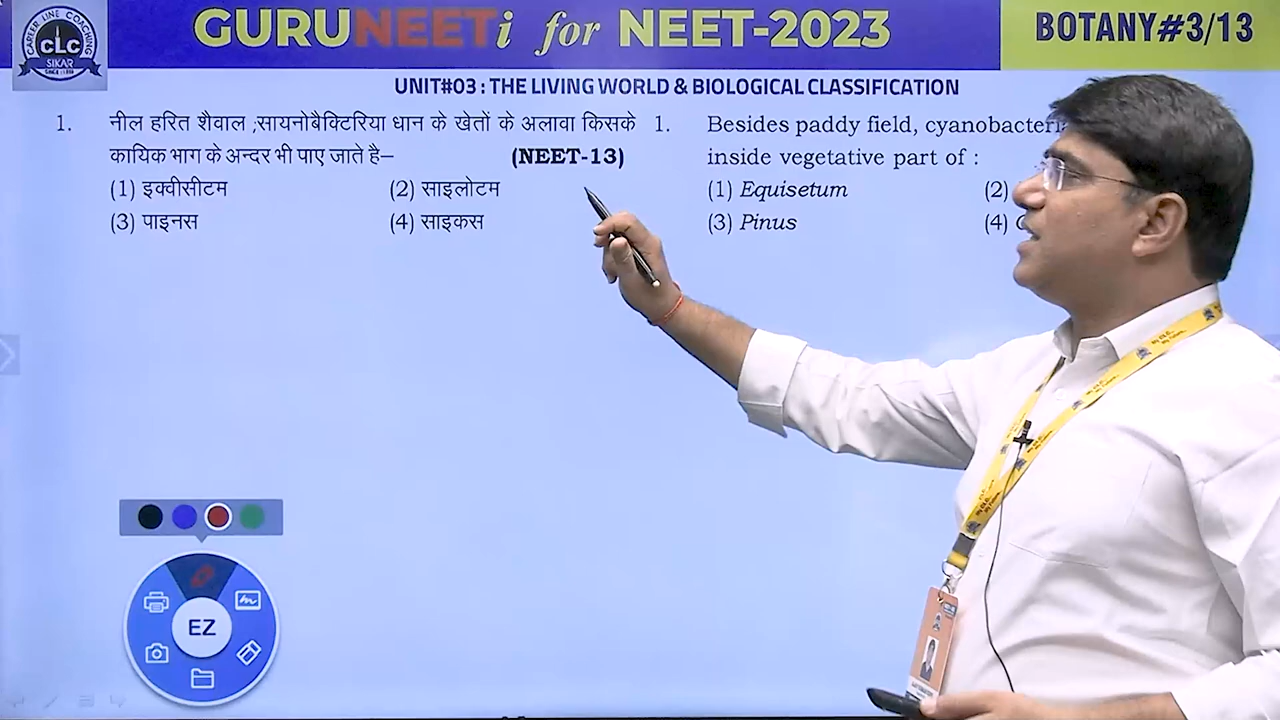 CAREER LINE COACHING
CLC
SIKAR
SINCE : 1996
GURUNEETi for NEET-2023
BOTANY#3/13
UNIT#03 : THE LIVING WORLD & BIOLOGICAL CLASSIFICATION
1. नील हरित शैवाल ,सायनोबैक्टिरिया धान के खेतों के अलावा किसके
कायिक भाग के अन्दर भी पाए जाते है– (NEET-13)
(1) इक्वीसीटम (2) साइलोटम
(3) पाइनस (4) साइकस
1. Besides paddy field,
inside vegetative part of :
(1) Equisetum (2)
(3) Pinus (4)
EZ